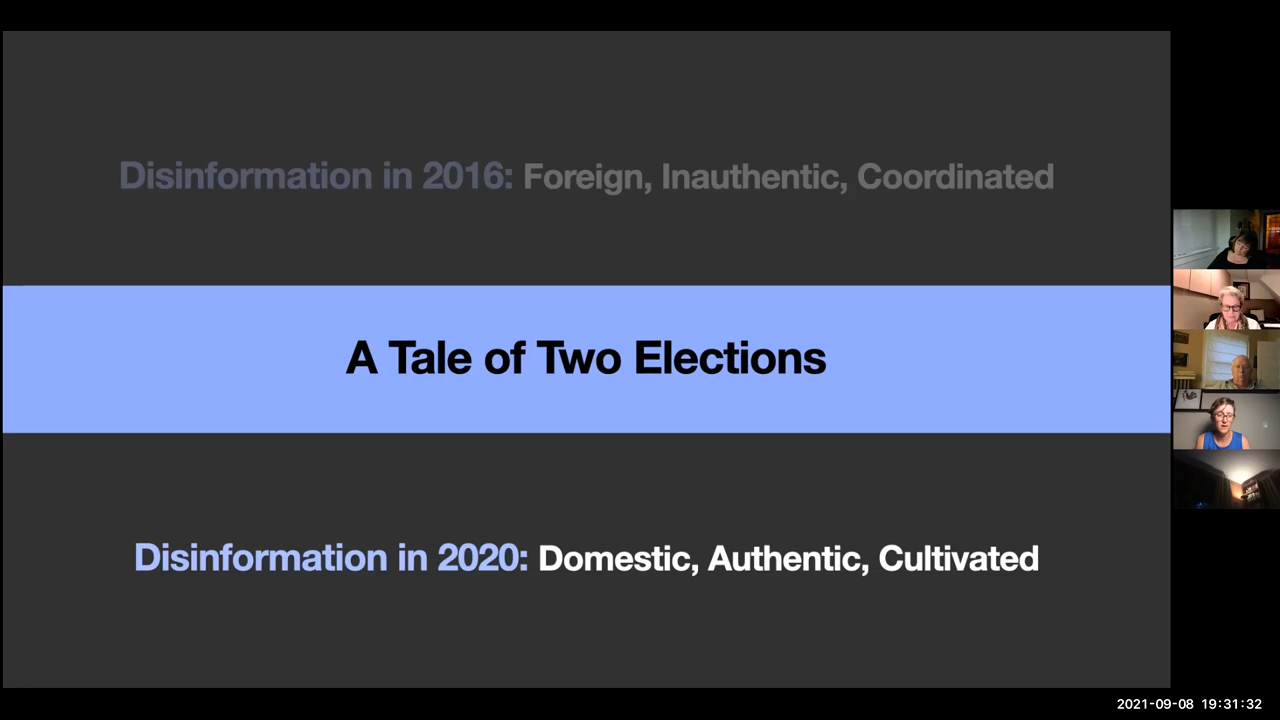 Disinformation in 2016: Foreign, Inauthentic, Coordinated
A Tale of Two Elections
Disinformation in 2020: Domestic, Authentic, Cultivated
2021-09-08 19:31:32